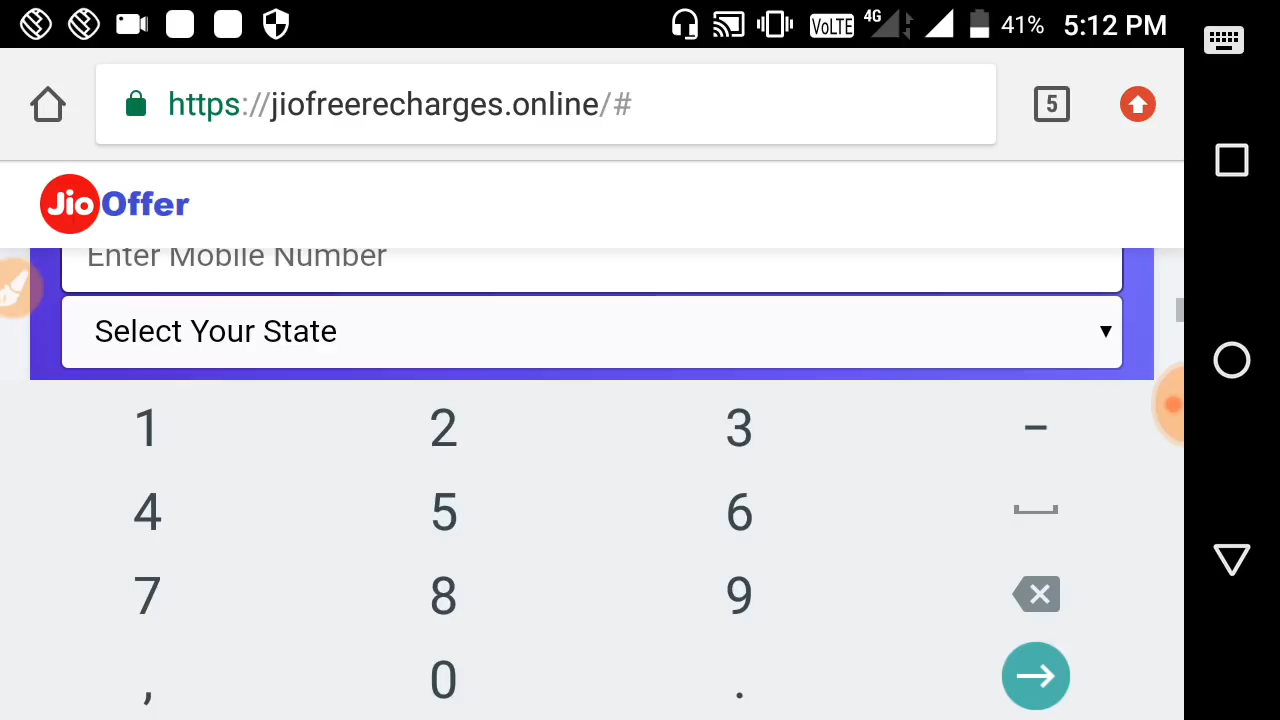 VoLTE 4G 41% 5:12 PM
https://jiofreerecharges.online/# 5
Jio Offer
Enter Mobile Number
Select Your State
1 2 3 –
4 5 6
7 8 9
, 0 .